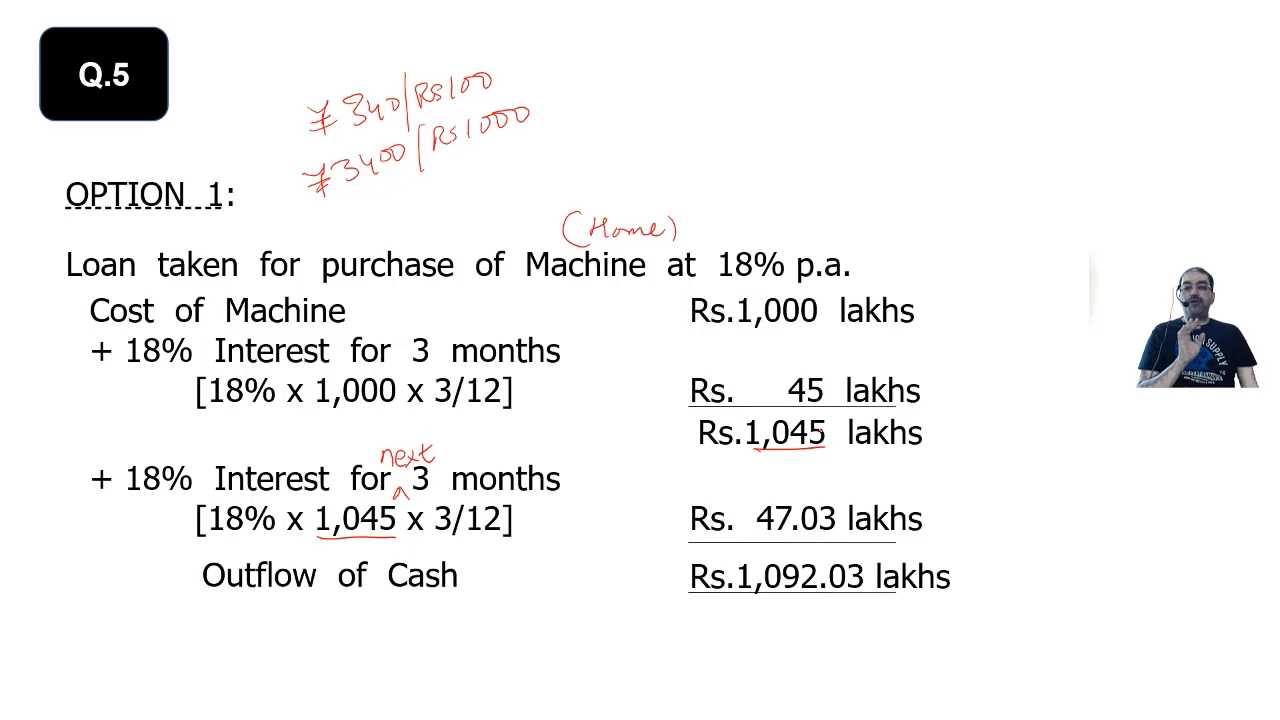 Q.5
¥340/Rs100
¥3400/Rs1000
OPTION 1:
(Home)
Loan taken for purchase of Machine at 18% p.a.
Cost of Machine Rs.1,000 lakhs
+ 18% Interest for 3 months
[18% x 1,000 x 3/12] Rs. 45 lakhs
Rs.1,045 lakhs
next
+ 18% Interest for 3 months
[18% x 1,045 x 3/12] Rs. 47.03 lakhs
Outflow of Cash Rs.1,092.03 lakhs